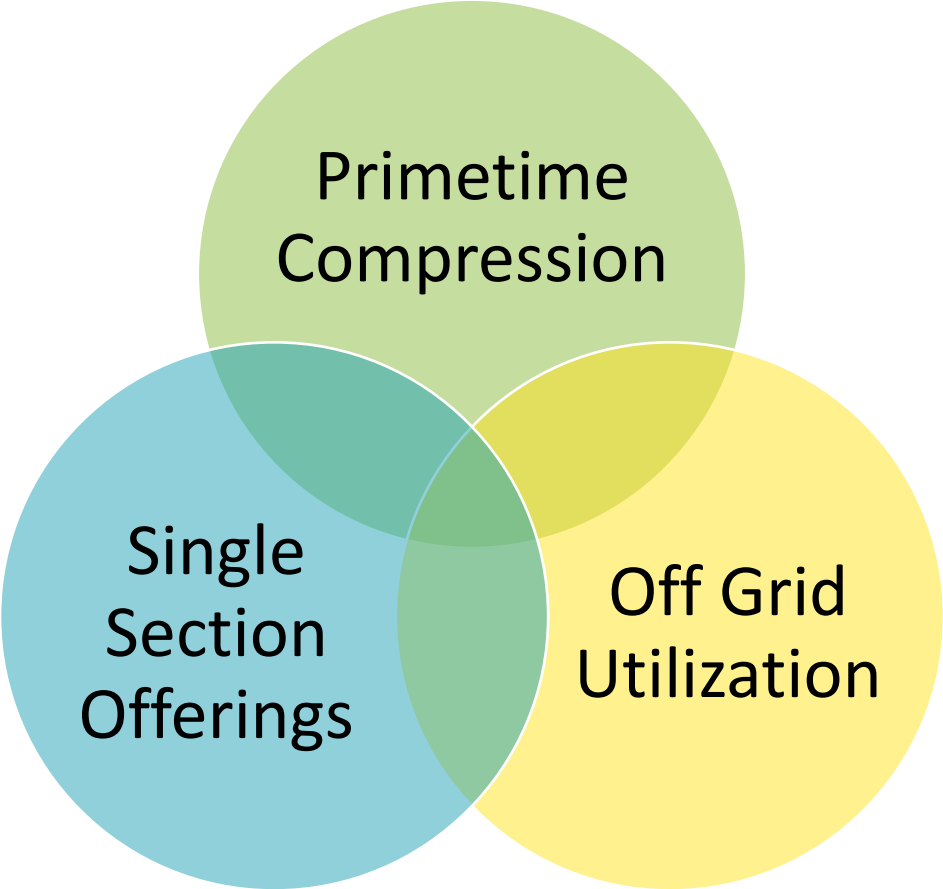 Primetime
Compression
Single
Section
Offerings
Off Grid
Utilization